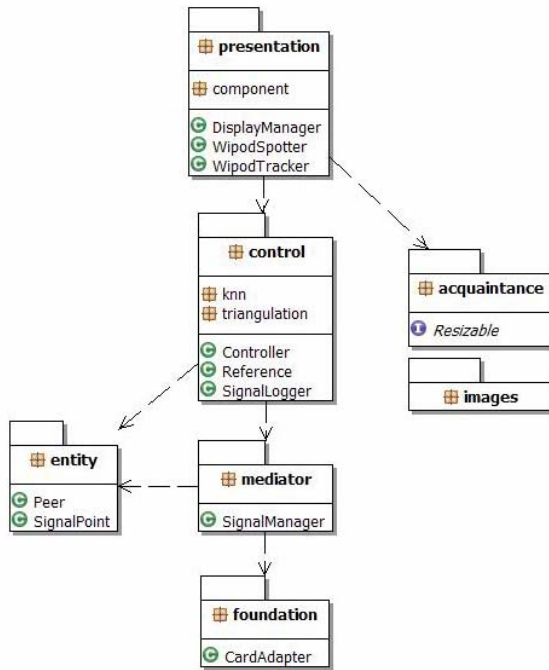 presentation
component
DisplayManager
WipodSpotter
WipodTracker
control
knn
triangulation
Controller
Reference
SignalLogger
acquaintance
Resizable
images
entity
Peer
SignalPoint
mediator
SignalManager
foundation
CardAdapter